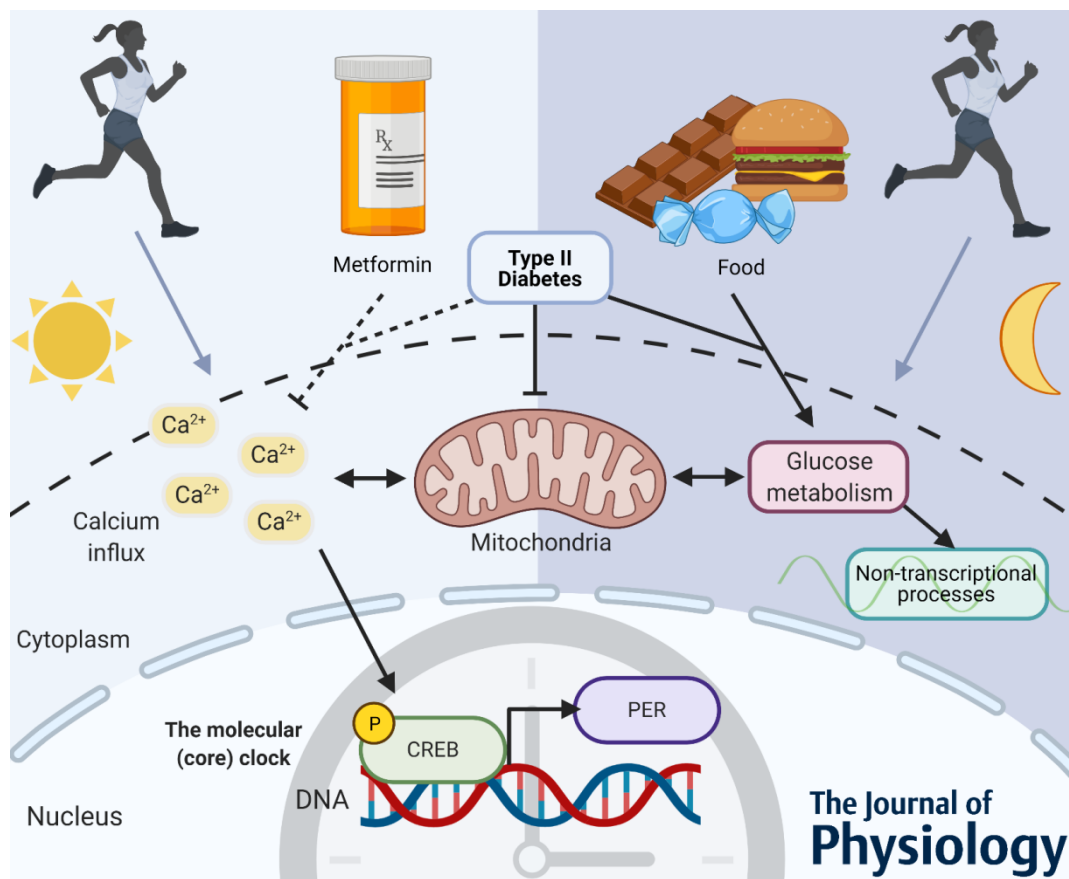 Rx
Metformin
Type II
Diabetes
Food
Ca²⁺
Ca²⁺
Ca²⁺
Ca²⁺
Calcium
influx
Mitochondria
Glucose
metabolism
Non-transcriptional
processes
Cytoplasm
The molecular
(core) clock
P
CREB
PER
DNA
Nucleus
The Journal of
Physiology